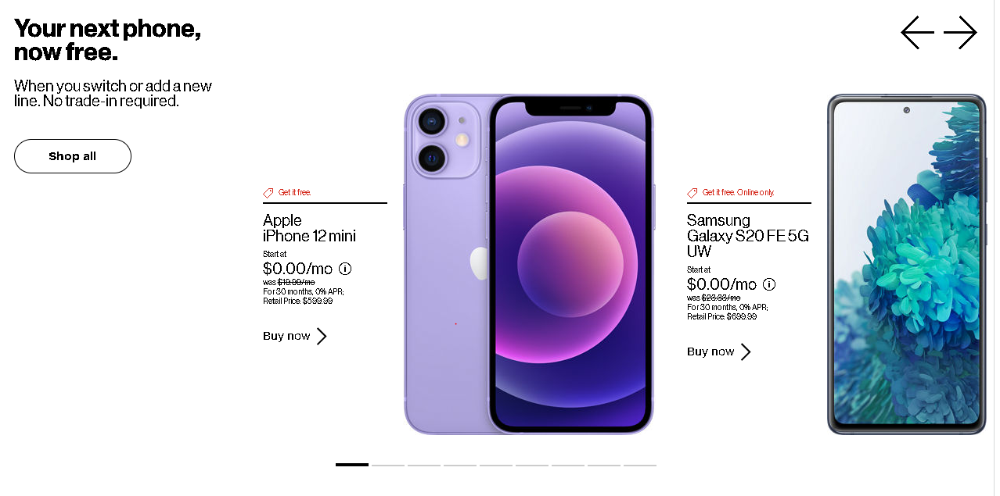 Your next phone,
now free.
When you switch or add a new
line. No trade-in required.
Shop all
Get it free.
Apple
iPhone 12 mini
Start at
$0.00/mo
was $19.99/mo
For 30 months, 0% APR;
Retail Price: $599.99
Buy now
Get it free. Online only.
Samsung
Galaxy S20 FE 5G
UW
Start at
$0.00/mo
was $23.33/mo
For 30 months, 0% APR;
Retail Price: $699.99
Buy now